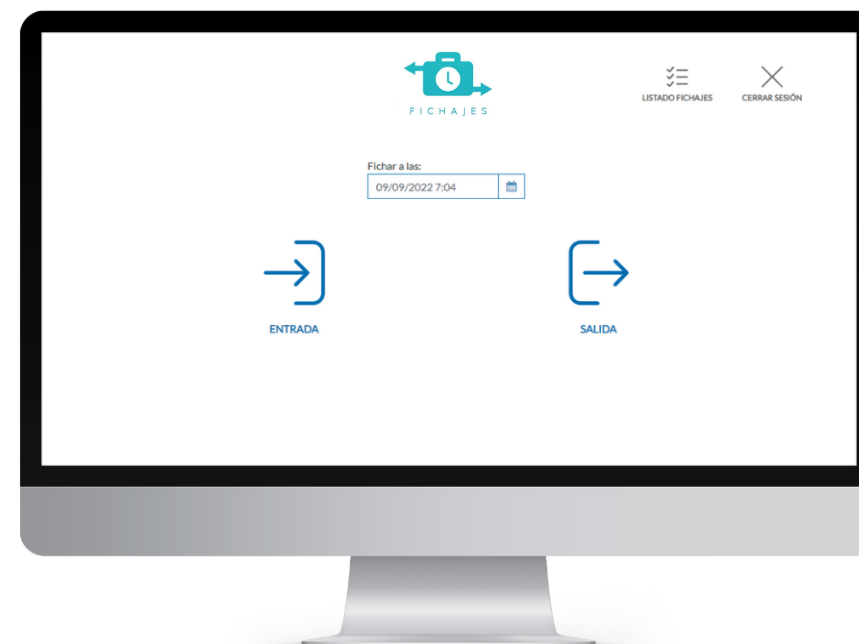 FICHAJES
LISTADO FICHAJES
CERRAR SESIÓN
Fichar a las:
09/09/2022 7:04
ENTRADA
SALIDA